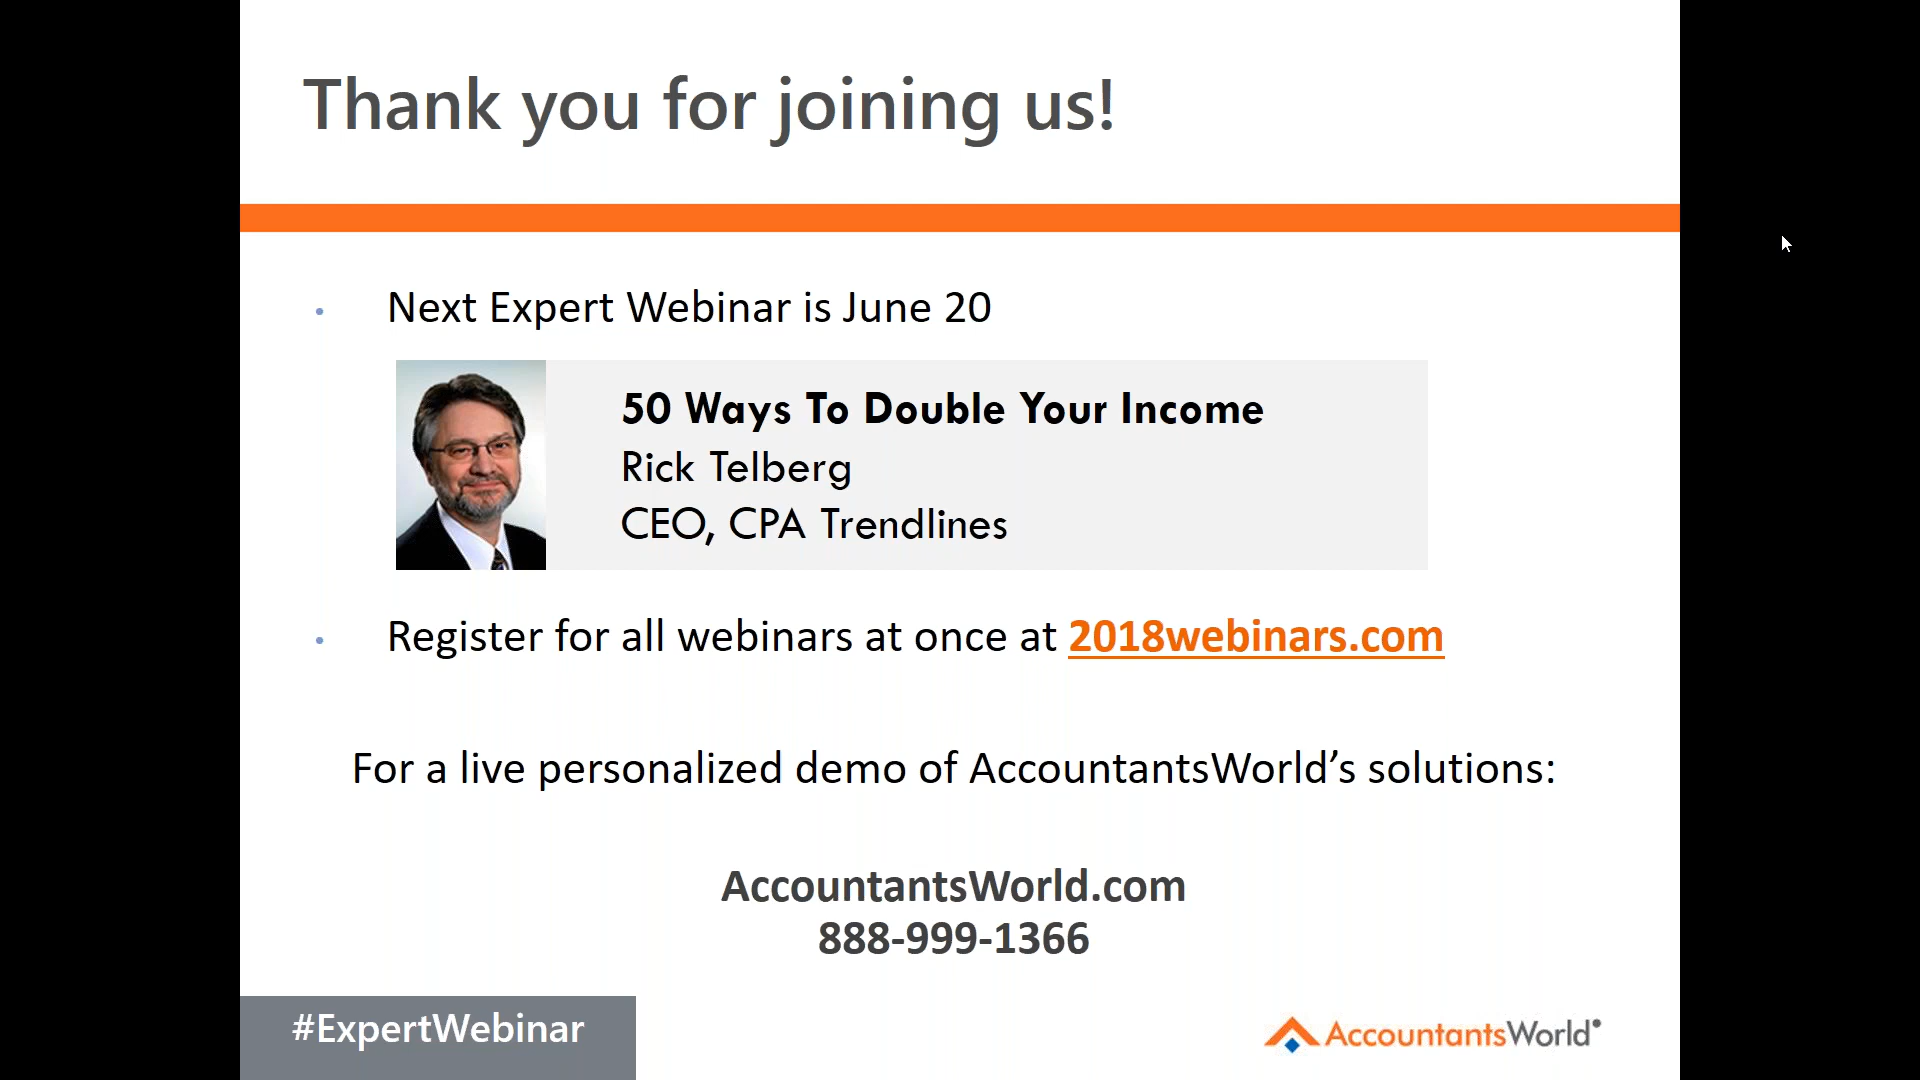 Thank you for joining us!
Next Expert Webinar is June 20
50 Ways To Double Your Income
Rick Telberg
CEO, CPA Trendlines
Register for all webinars at once at 2018webinars.com
For a live personalized demo of AccountantsWorld’s solutions:
AccountantsWorld.com
888-999-1366
#ExpertWebinar
AccountantsWorld